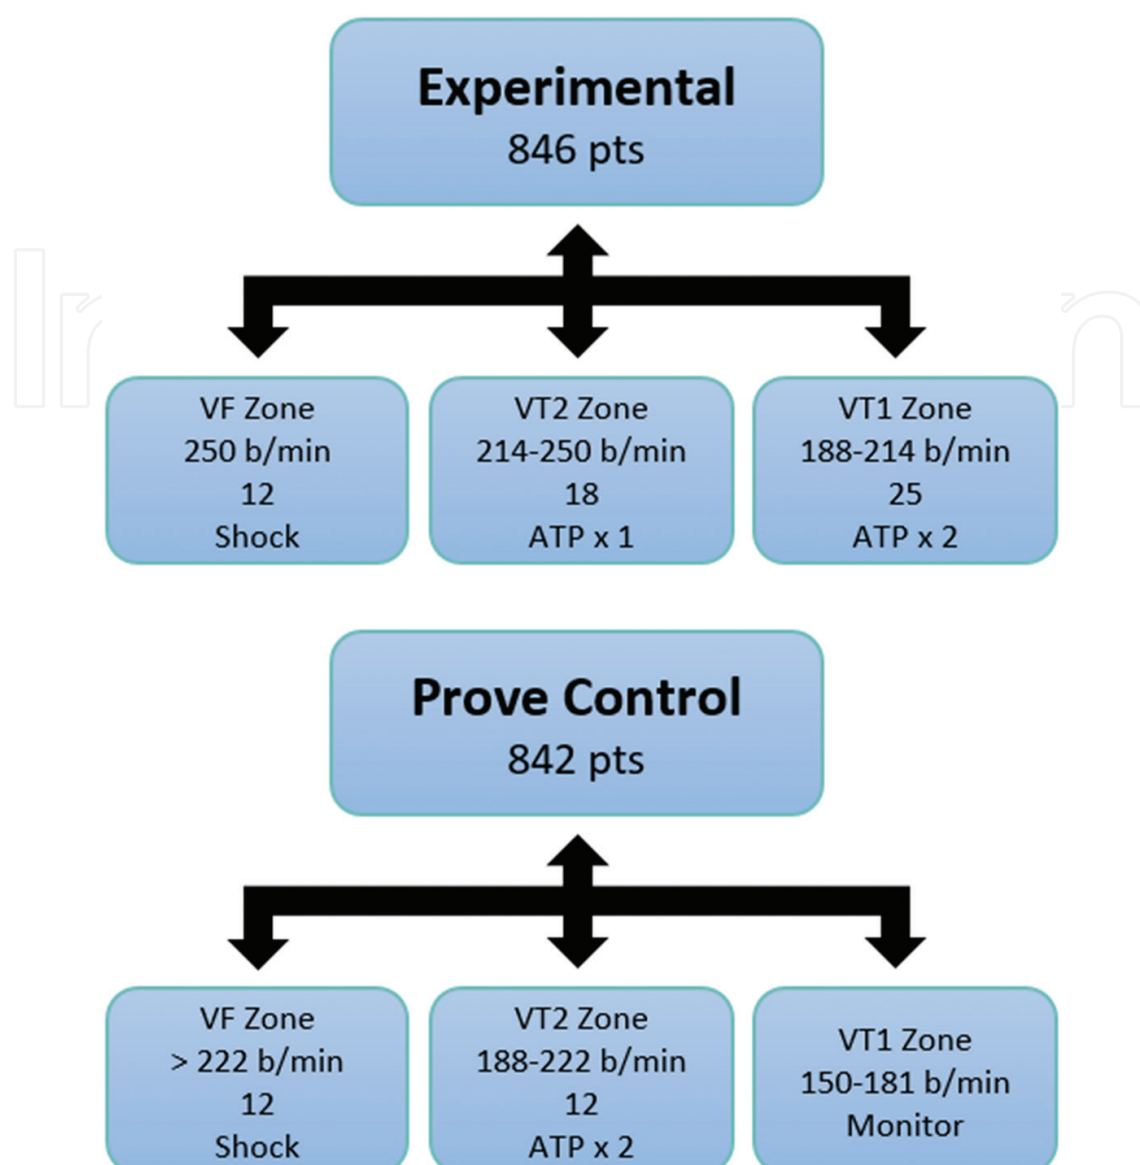 Experimental
846 pts
VF Zone
250 b/min
12
Shock
VT2 Zone
214-250 b/min
18
ATP x 1
VT1 Zone
188-214 b/min
25
ATP x 2
Prove Control
842 pts
VF Zone
> 222 b/min
12
Shock
VT2 Zone
188-222 b/min
12
ATP x 2
VT1 Zone
150-181 b/min
Monitor